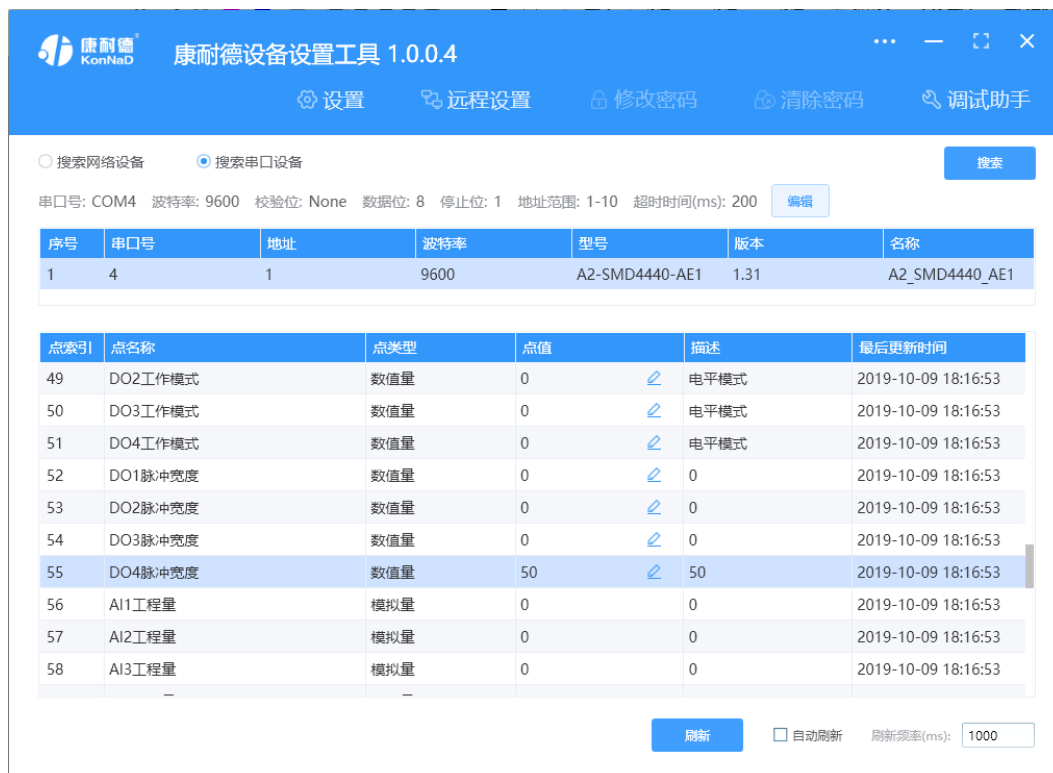 康耐德
KonNaD
康耐德设备设置工具 1.0.0.4
设置 远程设置 修改密码 清除密码 调试助手
搜索网络设备 搜索串口设备 搜索
串口号: COM4 波特率: 9600 校验位: None 数据位: 8 停止位: 1 地址范围: 1-10 超时时间(ms): 200 编辑
序号 串口号 地址 波特率 型号 版本 名称
1 4 1 9600 A2-SMD4440-AE1 1.31 A2_SMD4440_AE1
点索引 点名称 点类型 点值 描述 最后更新时间
49 DO2工作模式 数值量 0 电平模式 2019-10-09 18:16:53
50 DO3工作模式 数值量 0 电平模式 2019-10-09 18:16:53
51 DO4工作模式 数值量 0 电平模式 2019-10-09 18:16:53
52 DO1脉冲宽度 数值量 0 0 2019-10-09 18:16:53
53 DO2脉冲宽度 数值量 0 0 2019-10-09 18:16:53
54 DO3脉冲宽度 数值量 0 0 2019-10-09 18:16:53
55 DO4脉冲宽度 数值量 50 50 2019-10-09 18:16:53
56 AI1工程量 模拟量 0 0 2019-10-09 18:16:53
57 AI2工程量 模拟量 0 0 2019-10-09 18:16:53
58 AI3工程量 模拟量 0 0 2019-10-09 18:16:53
刷新 自动刷新 刷新频率(ms): 1000